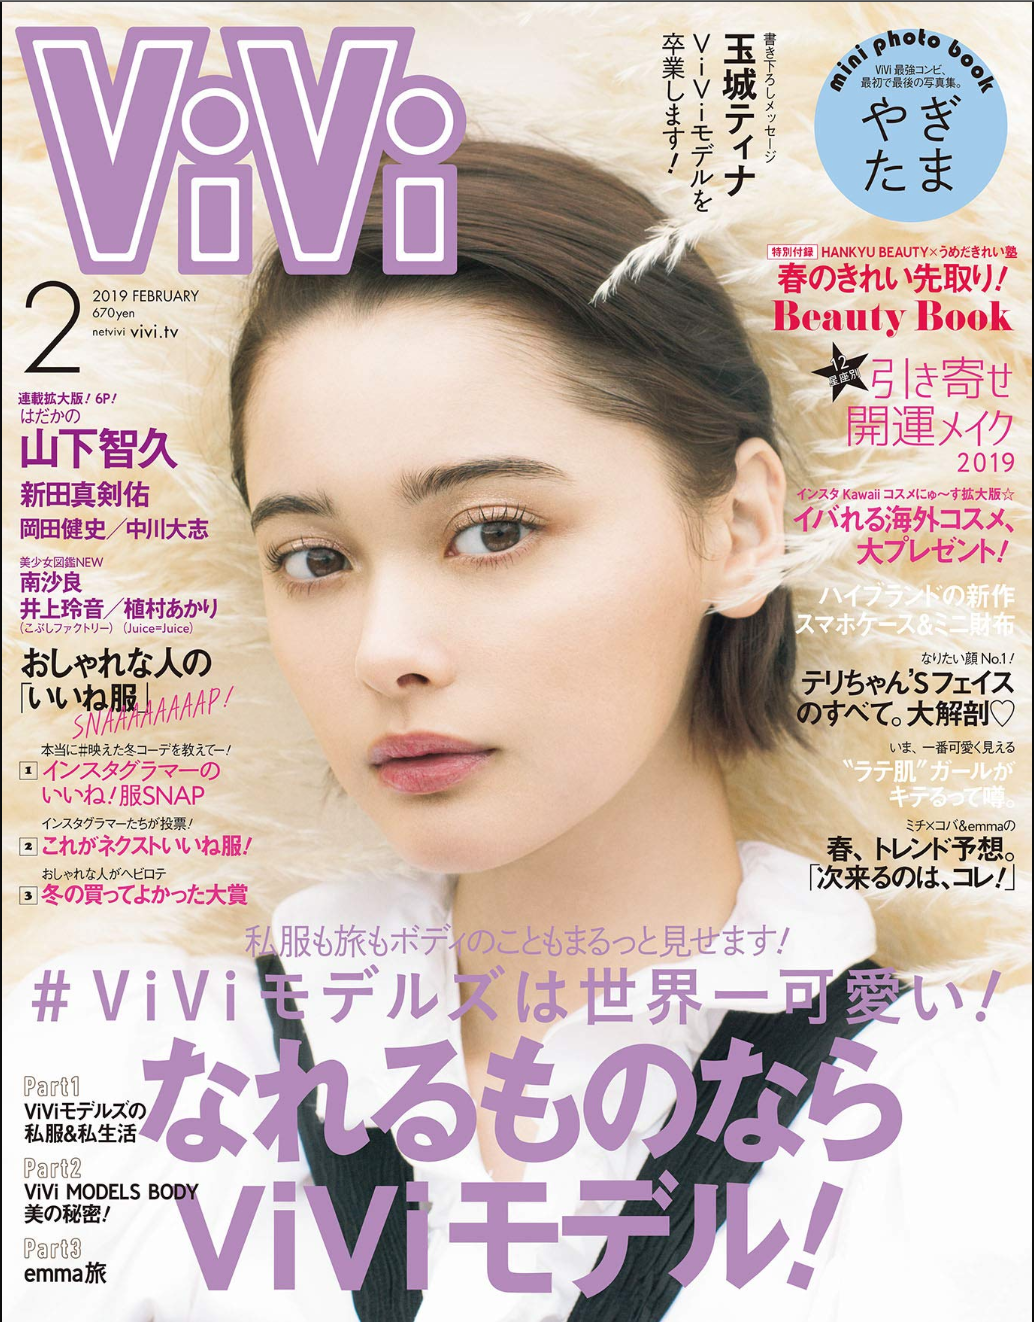 ViVi
2
2019 FEBRUARY
670yen
netvivi vivi.tv
書き下ろしメッセージ
玉城ティナ
ViViモデルを
卒業します！
mini photo book
ViVi最強コンビ、
最初で最後の写真集。
やぎ
たま
特別付録 HANKYU BEAUTY×うめだきれい塾
春のきれい先取り！
Beauty Book
12
星座別
引き寄せ
開運メイク
2019
インスタ Kawaii コスメにゅ〜す拡大版☆
イバれる海外コスメ、
大プレゼント！
ハイブランドの新作
スマホケース&ミニ財布
なりたい顔 No.1！
テリちゃん'Sフェイス
のすべて。大解剖♡
いま、一番可愛く見える
“ラテ肌”ガールが
キテるって噂。
ミチ×コバ&emmaの
春、トレンド予想。
「次来るのは、コレ！」
連載拡大版！6P！
はだかの
山下智久
新田真剣佑
岡田健史／中川大志
美少女図鑑NEW
南沙良
井上玲音／植村あかり
（こぶしファクトリー）（Juice=Juice）
おしゃれな人の
「いいね服」
SNAAAAAAAAP！
本当に#映えた冬コーデを教えてー！
1 インスタグラマーの
いいね！服SNAP
インスタグラマーたちが投票！
2 これがネクストいいね服！
おしゃれな人がヘビロテ
3 冬の買ってよかった大賞
私服も旅もボディのこともまるっと見せます！
#ViViモデルズは世界一可愛い！
なれるものなら
ViViモデル！
Part1
ViViモデルズの
私服&私生活
Part2
ViVi MODELS BODY
美の秘密！
Part3
emma旅